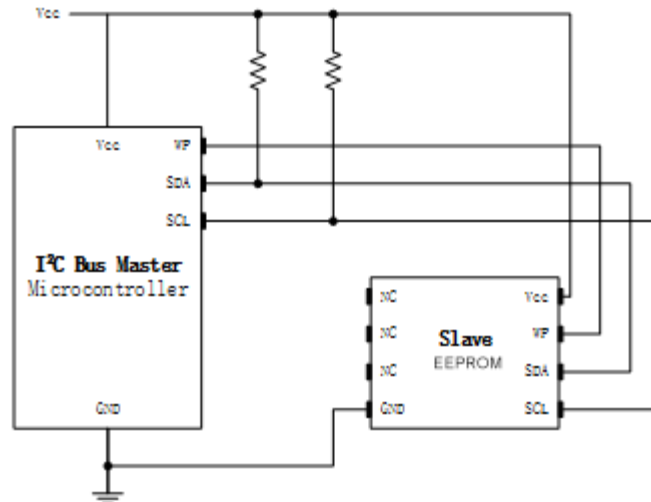 Vcc
Vcc
WP
SDA
SCL
I²C Bus Master
Microcontroller
GND
NC
Vcc
NC
Slave
WP
EEPROM
NC
SDA
GND
SCL